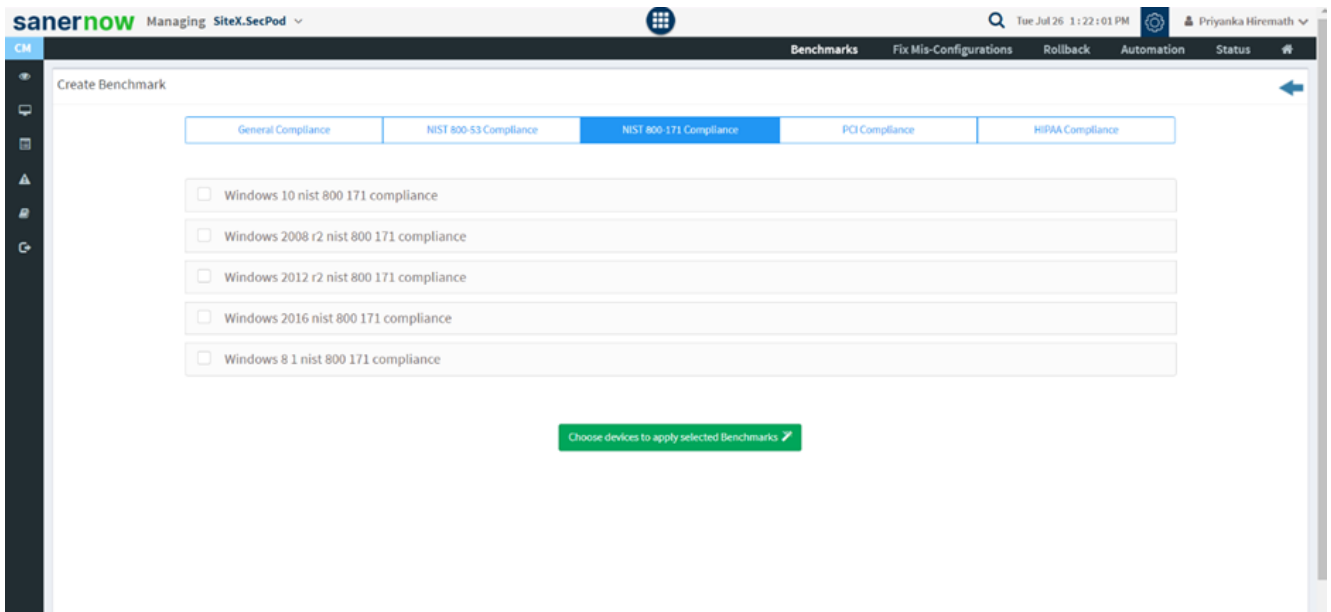 sanernow Managing SiteX.SecPod Tue Jul 26 1:22:01 PM Priyanka Hiremath
CM Benchmarks Fix Mis-Configurations Rollback Automation Status
Create Benchmark
General Compliance NIST 800-53 Compliance NIST 800-171 Compliance PCI Compliance HIPAA Compliance
Windows 10 nist 800 171 compliance
Windows 2008 r2 nist 800 171 compliance
Windows 2012 r2 nist 800 171 compliance
Windows 2016 nist 800 171 compliance
Windows 8 1 nist 800 171 compliance
Choose devices to apply selected Benchmarks